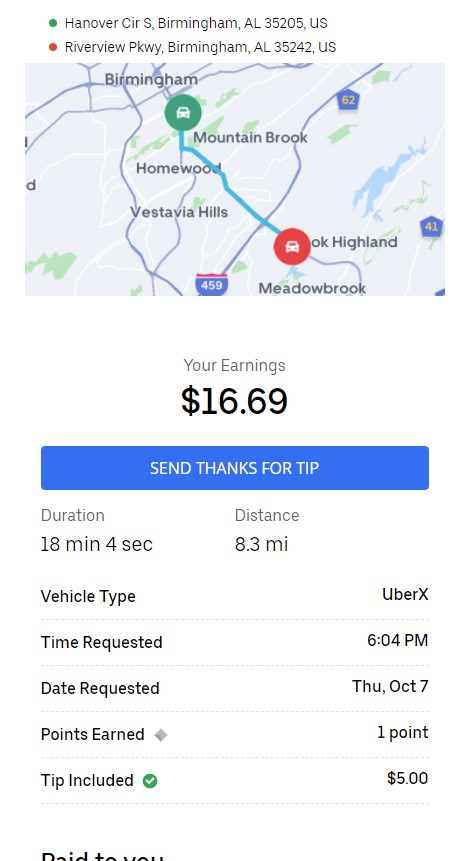 Hanover Cir S, Birmingham, AL 35205, US
Riverview Pkwy, Birmingham, AL 35242, US
Birmingham
62
Mountain Brook
Homewood
d
Vestavia Hills
41
ok Highland
459
Meadowbrook
Your Earnings
$16.69
SEND THANKS FOR TIP
Duration Distance
18 min 4 sec 8.3 mi
Vehicle Type UberX
Time Requested 6:04 PM
Date Requested Thu, Oct 7
Points Earned 1 point
Tip Included $5.00
Paid to you